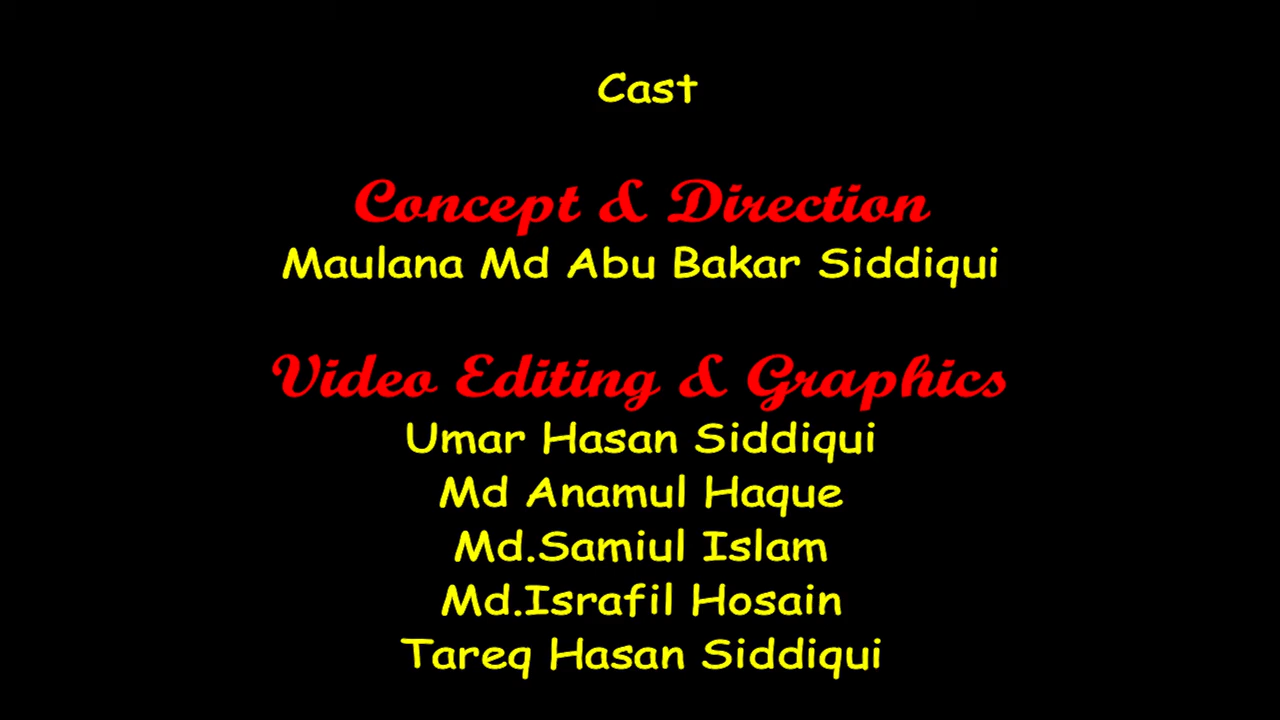 Cast
Concept & Direction
Maulana Md Abu Bakar Siddiqui
Video Editing & Graphics
Umar Hasan Siddiqui
Md Anamul Haque
Md.Samiul Islam
Md.Israfil Hosain
Tareq Hasan Siddiqui